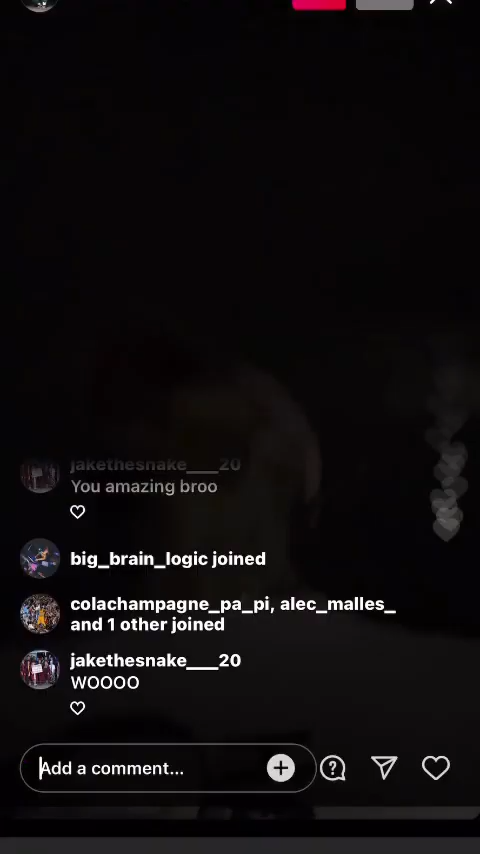 jakethesnake___20
You amazing broo
big_brain_logic joined
colachampagne_pa_pi, alec_malles_
and 1 other joined
jakethesnake___20
WOOOO
Add a comment...